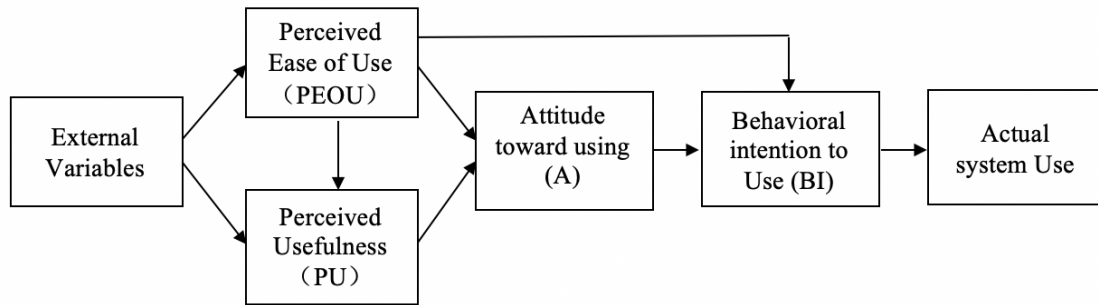 External
Variables
Perceived
Ease of Use
（PEOU）
Perceived
Usefulness
（PU）
Attitude
toward using
(A)
Behavioral
intention to
Use (BI)
Actual
system Use